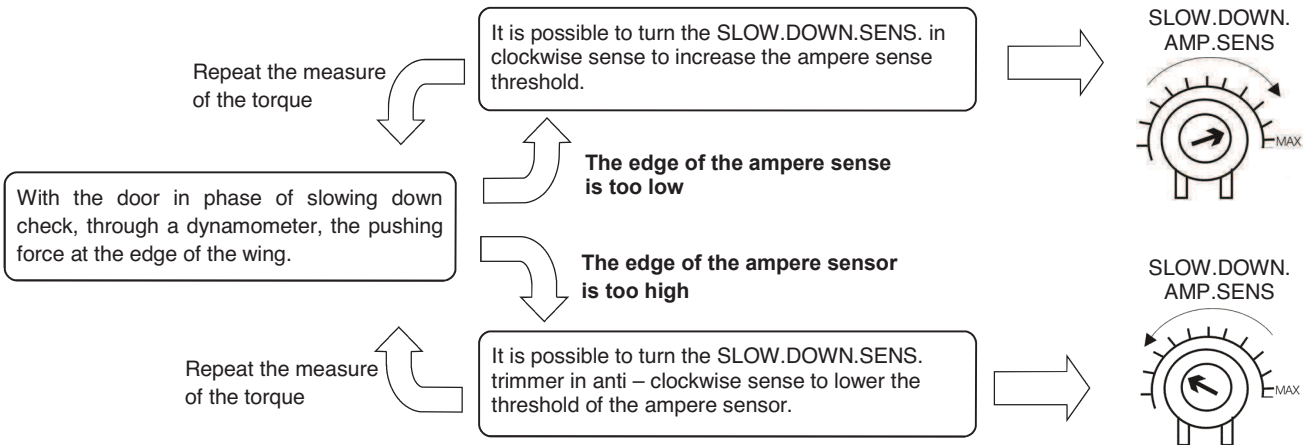 It is possible to turn the SLOW.DOWN.SENS. in
clockwise sense to increase the ampere sense
threshold.
SLOW.DOWN.
AMP.SENS
MAX
Repeat the measure
of the torque
The edge of the ampere sense
is too low
With the door in phase of slowing down
check, through a dynamometer, the pushing
force at the edge of the wing.
The edge of the ampere sensor
is too high
SLOW.DOWN.
AMP.SENS
MAX
Repeat the measure
of the torque
It is possible to turn the SLOW.DOWN.SENS.
trimmer in anti – clockwise sense to lower the
threshold of the ampere sensor.